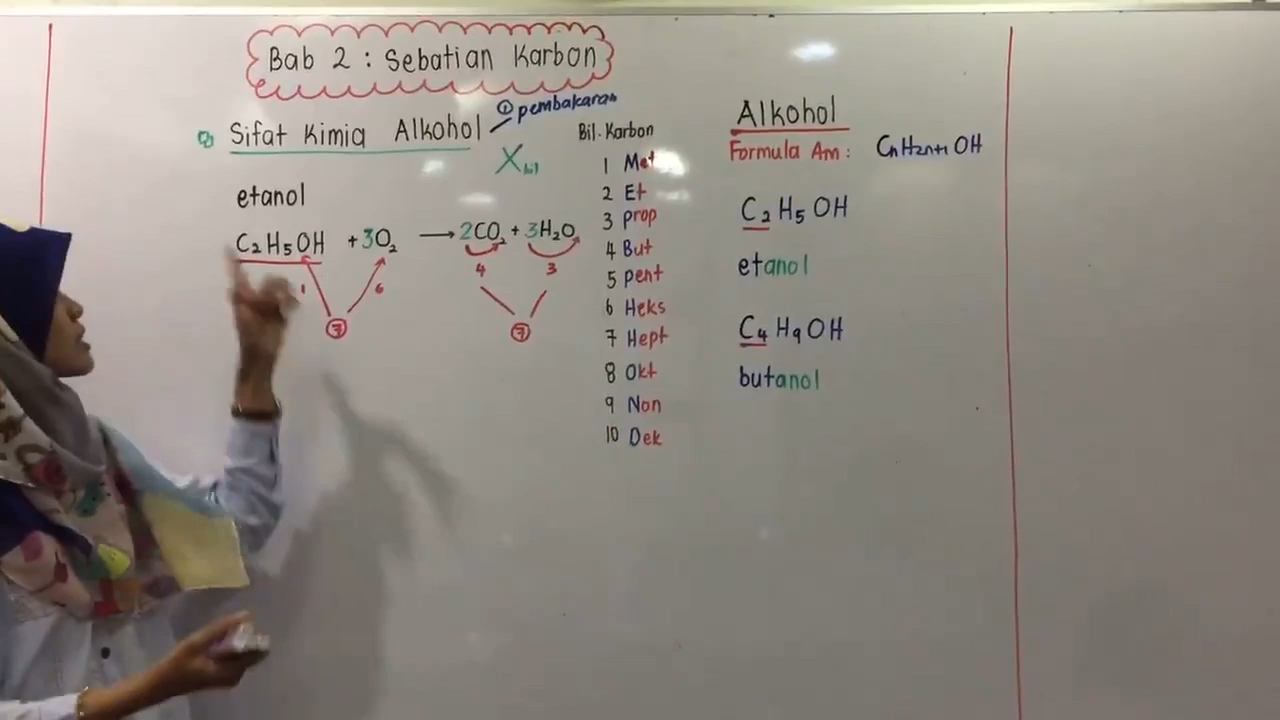 Bab 2 : Sebatian Karbon
Sifat Kimia Alkohol
① pembakaran
etanol
C₂H₅OH + 3O₂ → 2CO₂ + 3H₂O
1 6 4 3
⑦ ⑦
Bil. Karbon
1 Met
2 Et
3 Prop
4 But
5 Pent
6 Heks
7 Hept
8 Okt
9 Non
10 Dek
Alkohol
Formula Am : CnH2n+1 OH
C₂H₅OH
etanol
C₄H₉OH
butanol